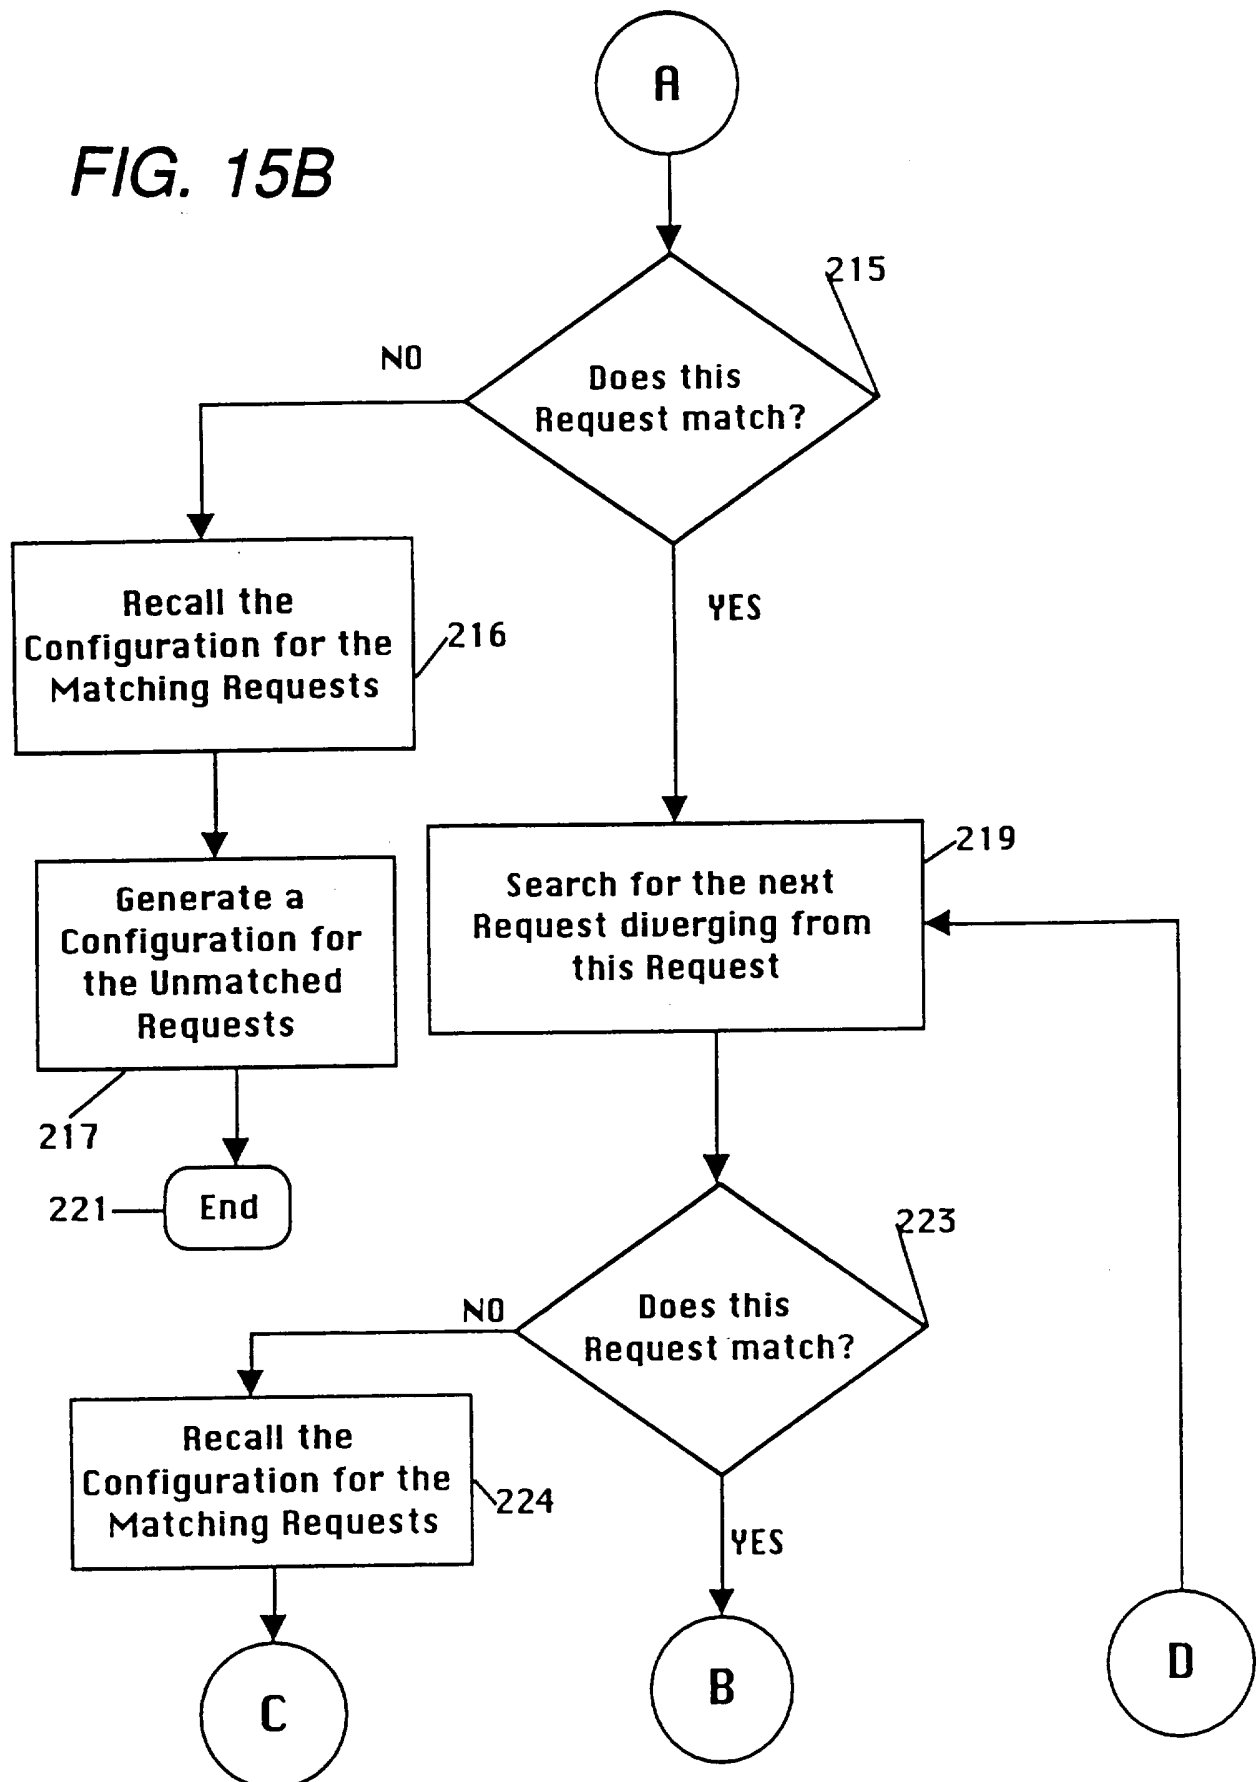 A
FIG. 15B
215
NO
Does this
Request match?
Recall the
Configuration for the
Matching Requests
216
YES
219
Search for the next
Request diverging from
this Request
Generate a
Configuration for
the Unmatched
Requests
217
221
End
223
NO
Does this
Request match?
Recall the
Configuration for the
Matching Requests
224
YES
C
B
D